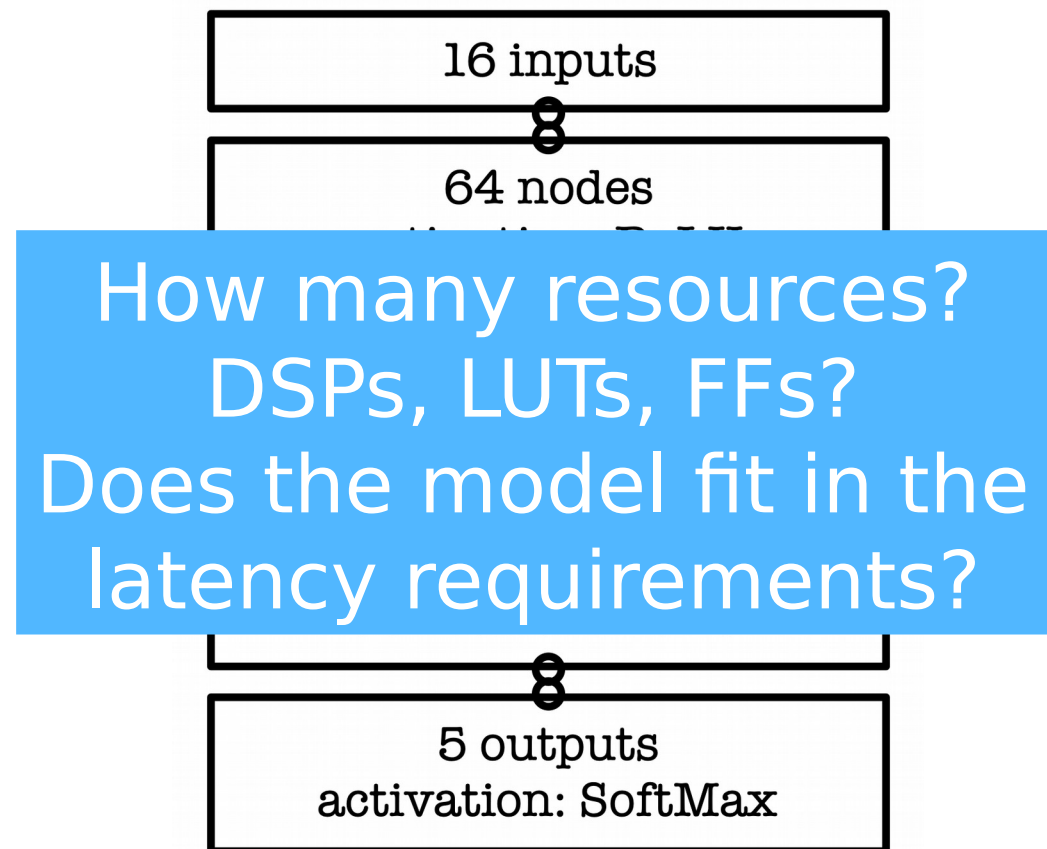 16 inputs
64 nodes
How many resources?
DSPs, LUTs, FFs?
Does the model fit in the
latency requirements?
5 outputs
activation: SoftMax